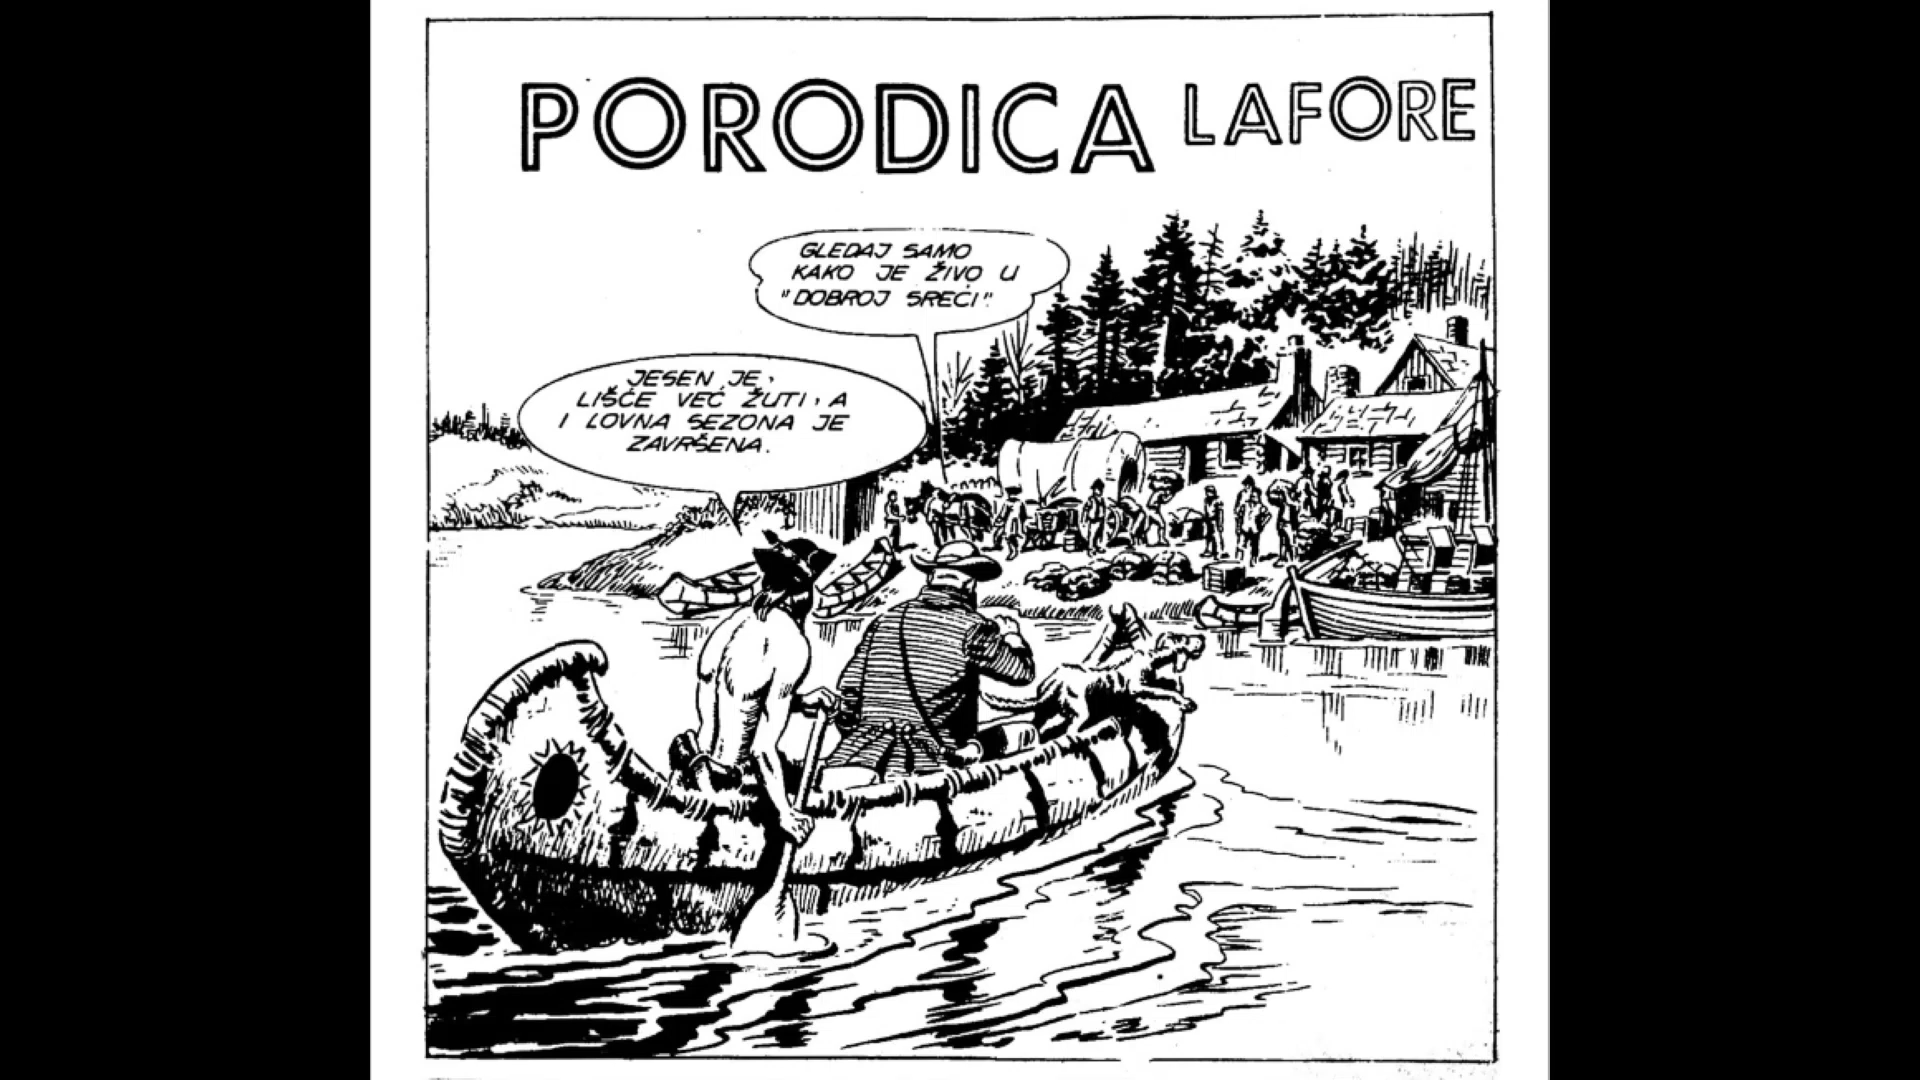 PORODICA LAFORE
GLEDAJ SAMO
KAKO JE ŽIVO U
"DOBROJ SREĆI".
JESEN JE,
LIŠĆE VEĆ ŽUTI, A
I LOVNA SEZONA JE
ZAVRŠENA.